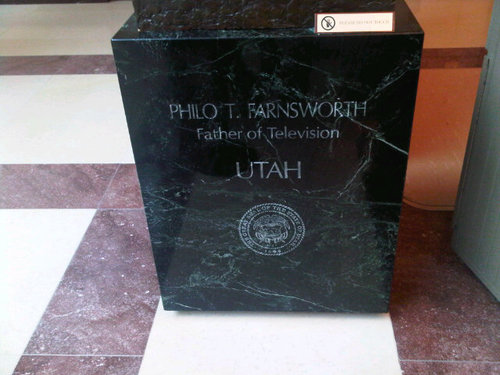 PHILO T. FARNSWORTH
Father of Television
UTAH